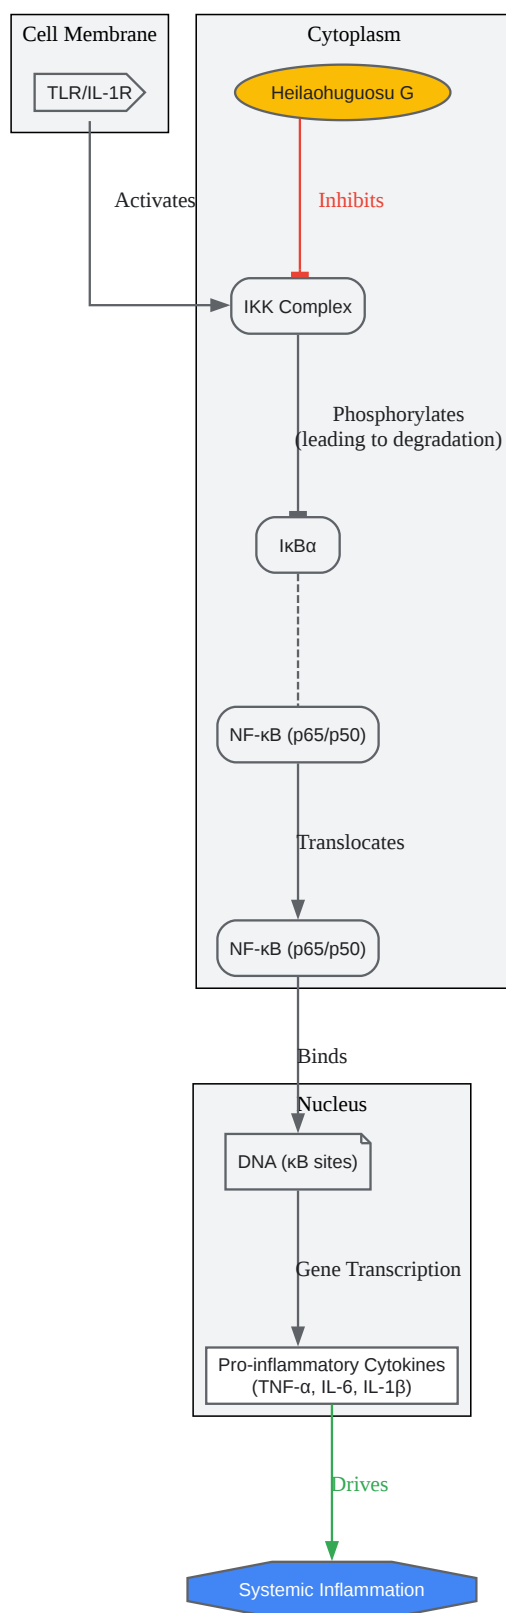 Cell Membrane
Cytoplasm
TLR/IL-1R
Heilaohuguosu G
Activates
Inhibits
IKK Complex
Phosphorylates
(leading to degradation)
IκBα
NF-κB (p65/p50)
Translocates
NF-κB (p65/p50)
Binds
Nucleus
DNA (κB sites)
Gene Transcription
Pro-inflammatory Cytokines
(TNF-α, IL-6, IL-1β)
Drives
Systemic Inflammation